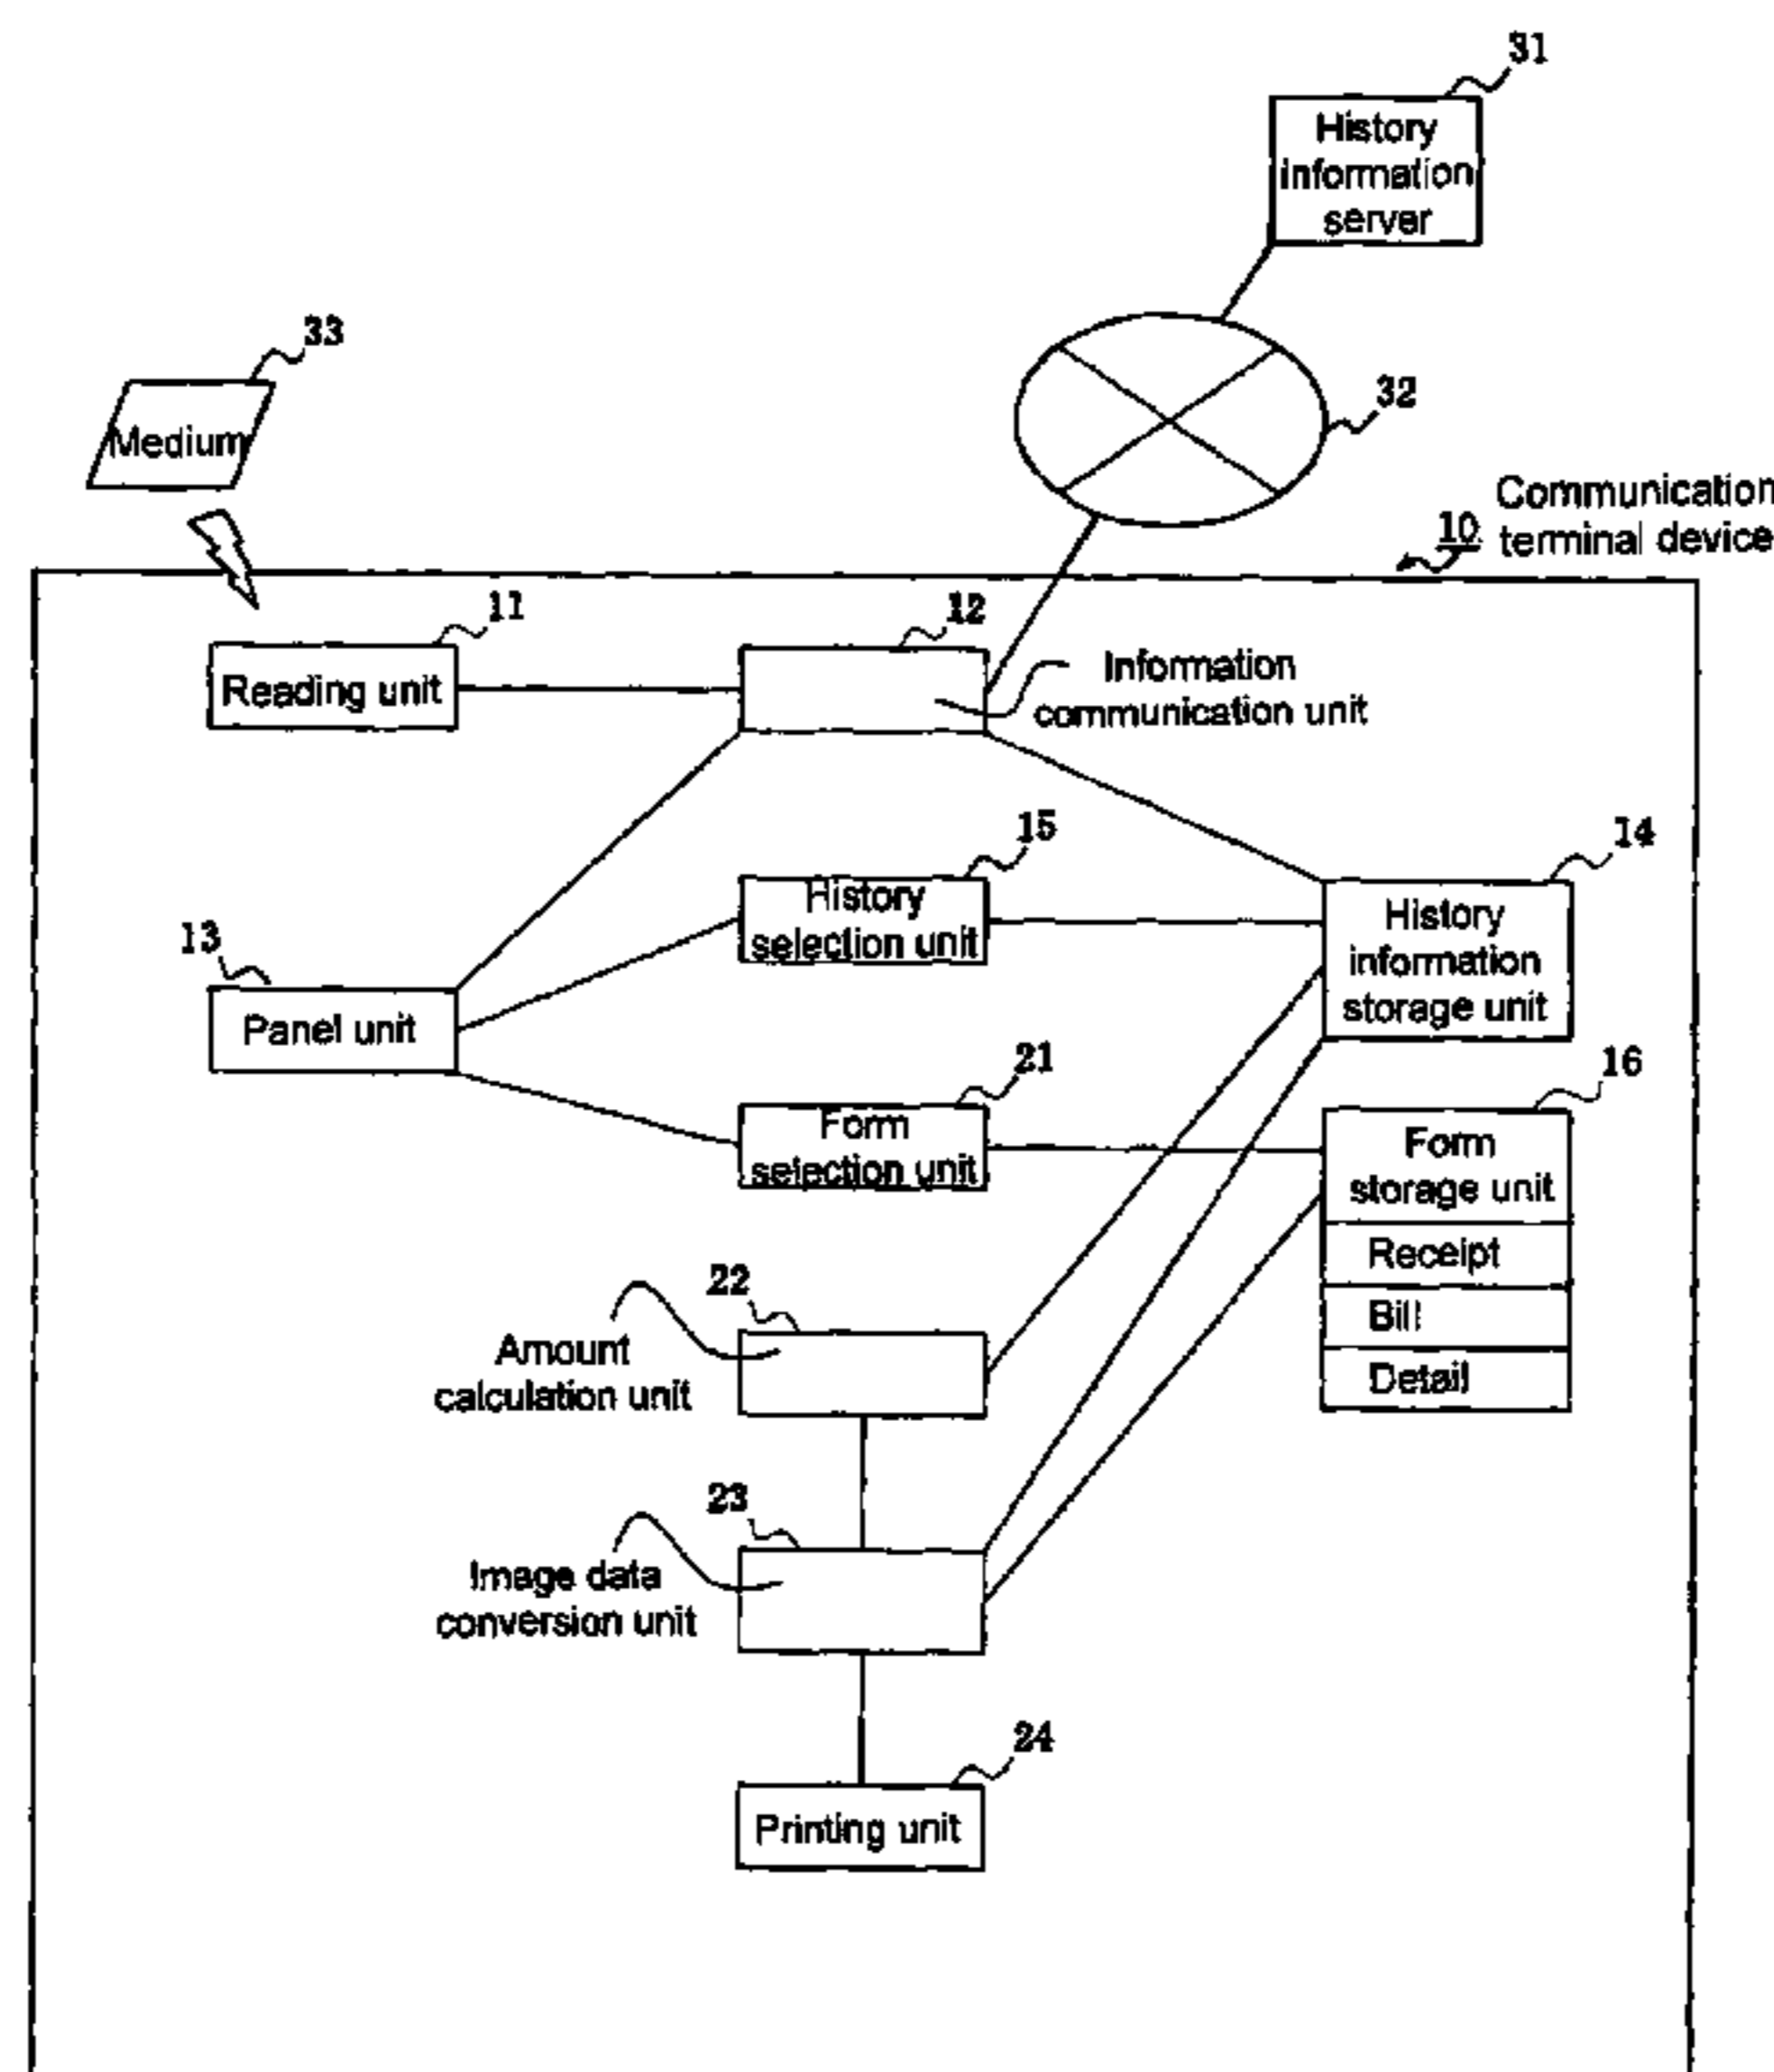 31
History
information
server
33
Medium
32
Communication
10 terminal device
11
Reading unit
12
Information
communication unit
15
History
selection unit
14
History
information
storage unit
13
Panel unit
21
Form
selection unit
16
Form
storage unit
Receipt
Bill
Detail
22
Amount
calculation unit
23
Image data
conversion unit
24
Printing unit